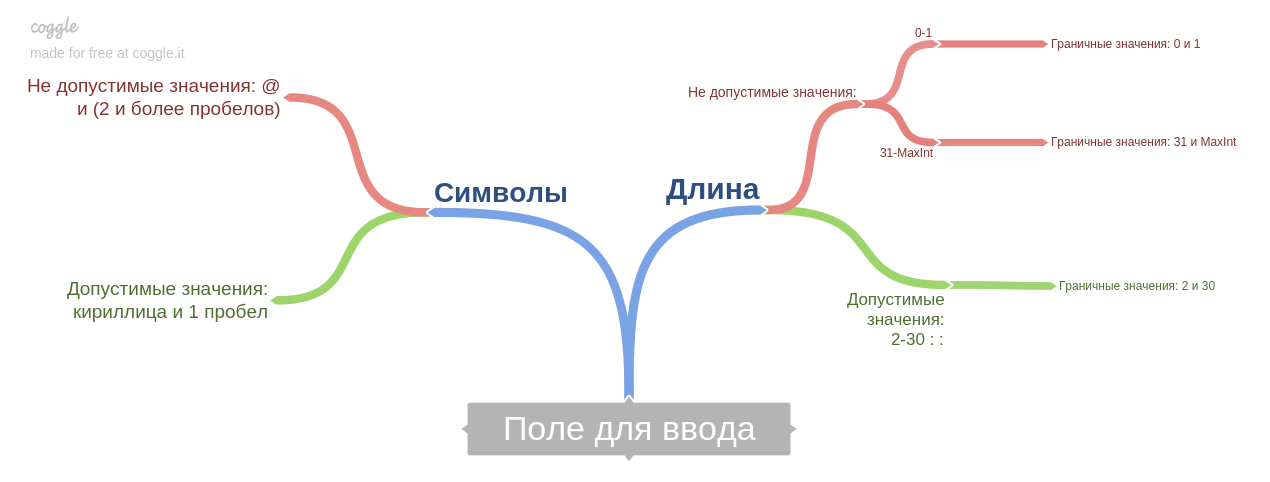 coggle
made for free at coggle.it
Не допустимые значения: @
и (2 и более пробелов)
Символы
Допустимые значения:
кириллица и 1 пробел
Длина
Не допустимые значения:
0-1
Граничные значения: 0 и 1
31-MaxInt
Граничные значения: 31 и MaxInt
Допустимые
значения:
2-30 : :
Граничные значения: 2 и 30
Поле для ввода